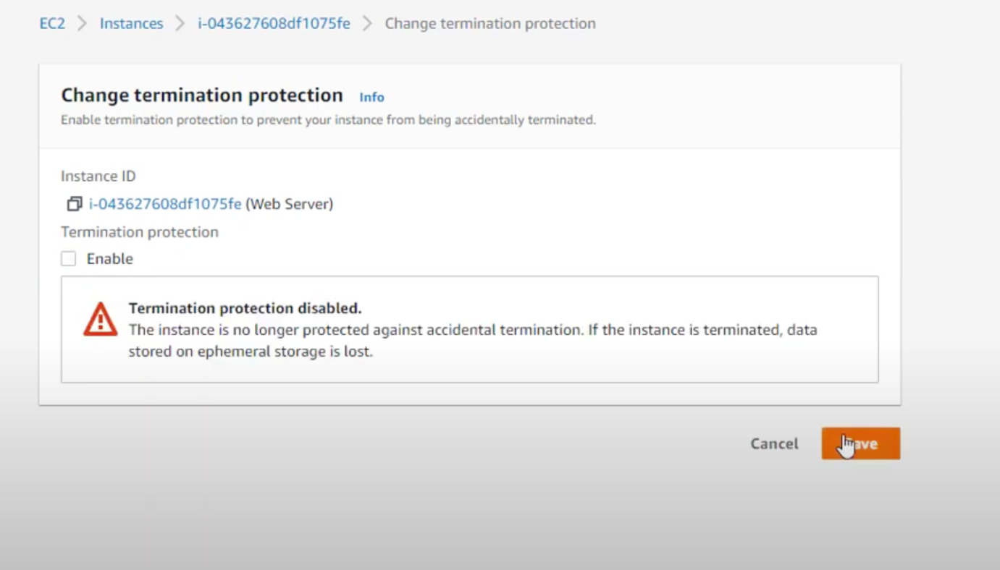 EC2 > Instances > i-043627608df1075fe > Change termination protection
Change termination protection Info
Enable termination protection to prevent your instance from being accidentally terminated.
Instance ID
i-043627608df1075fe (Web Server)
Termination protection
Enable
Termination protection disabled.
The instance is no longer protected against accidental termination. If the instance is terminated, data
stored on ephemeral storage is lost.
Cancel Save